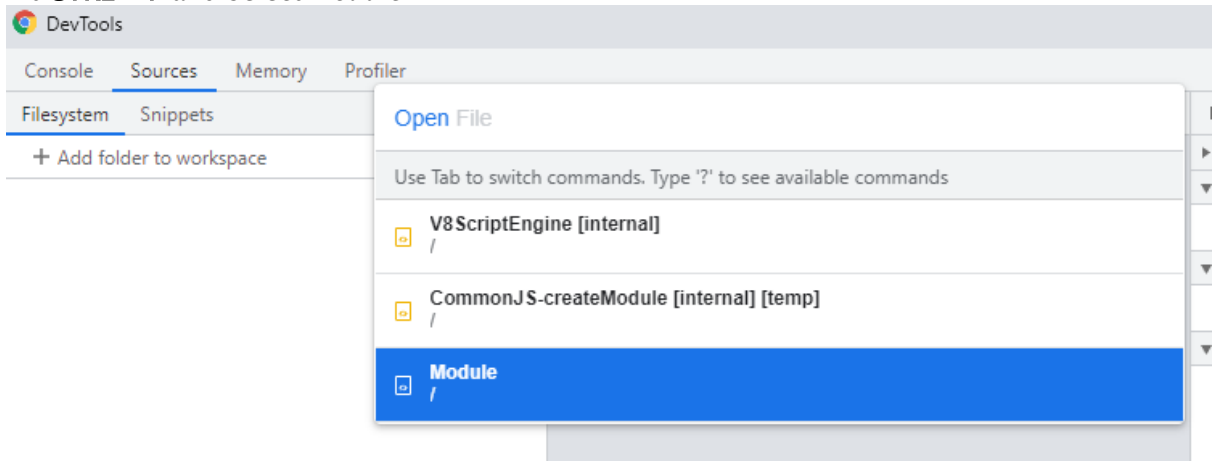 DevTools
Console Sources Memory Profiler
Filesystem Snippets
Open File
+ Add folder to workspace
Use Tab to switch commands. Type '?' to see available commands
V8ScriptEngine [internal]
/
CommonJS-createModule [internal] [temp]
/
Module
/